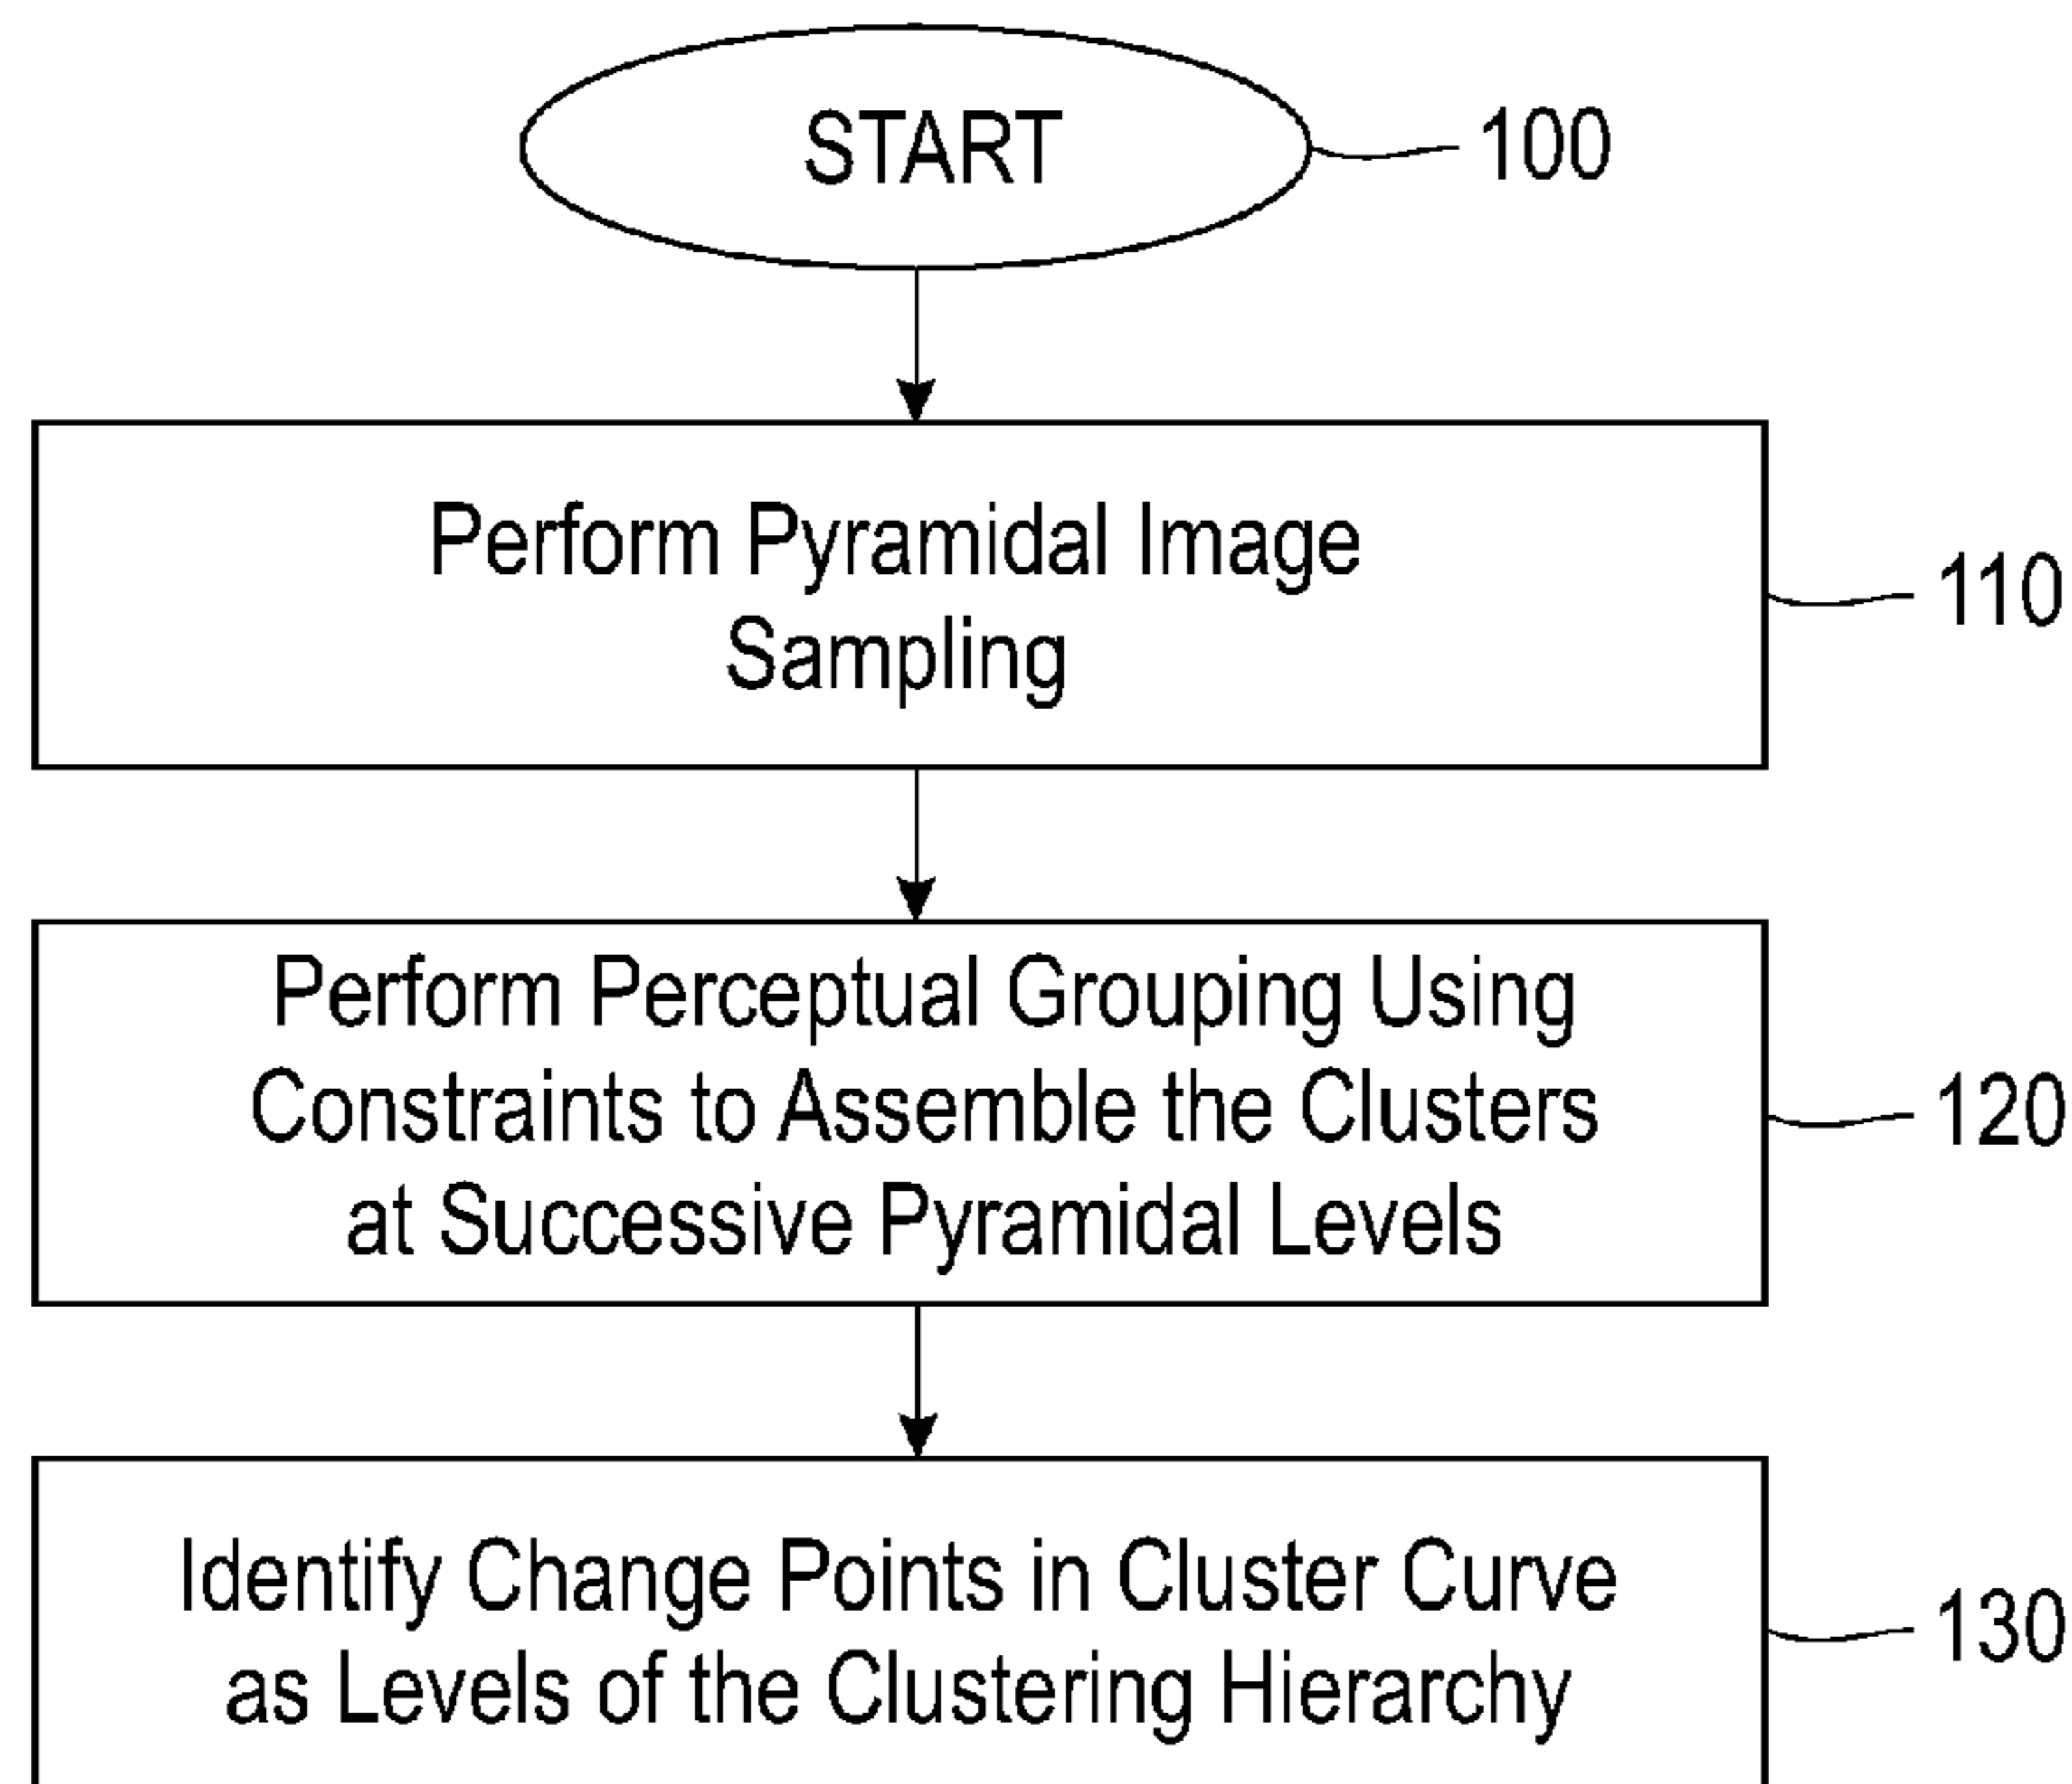 START
100
Perform Pyramidal Image
Sampling
110
Perform Perceptual Grouping Using
Constraints to Assemble the Clusters
at Successive Pyramidal Levels
120
Identify Change Points in Cluster Curve
as Levels of the Clustering Hierarchy
130